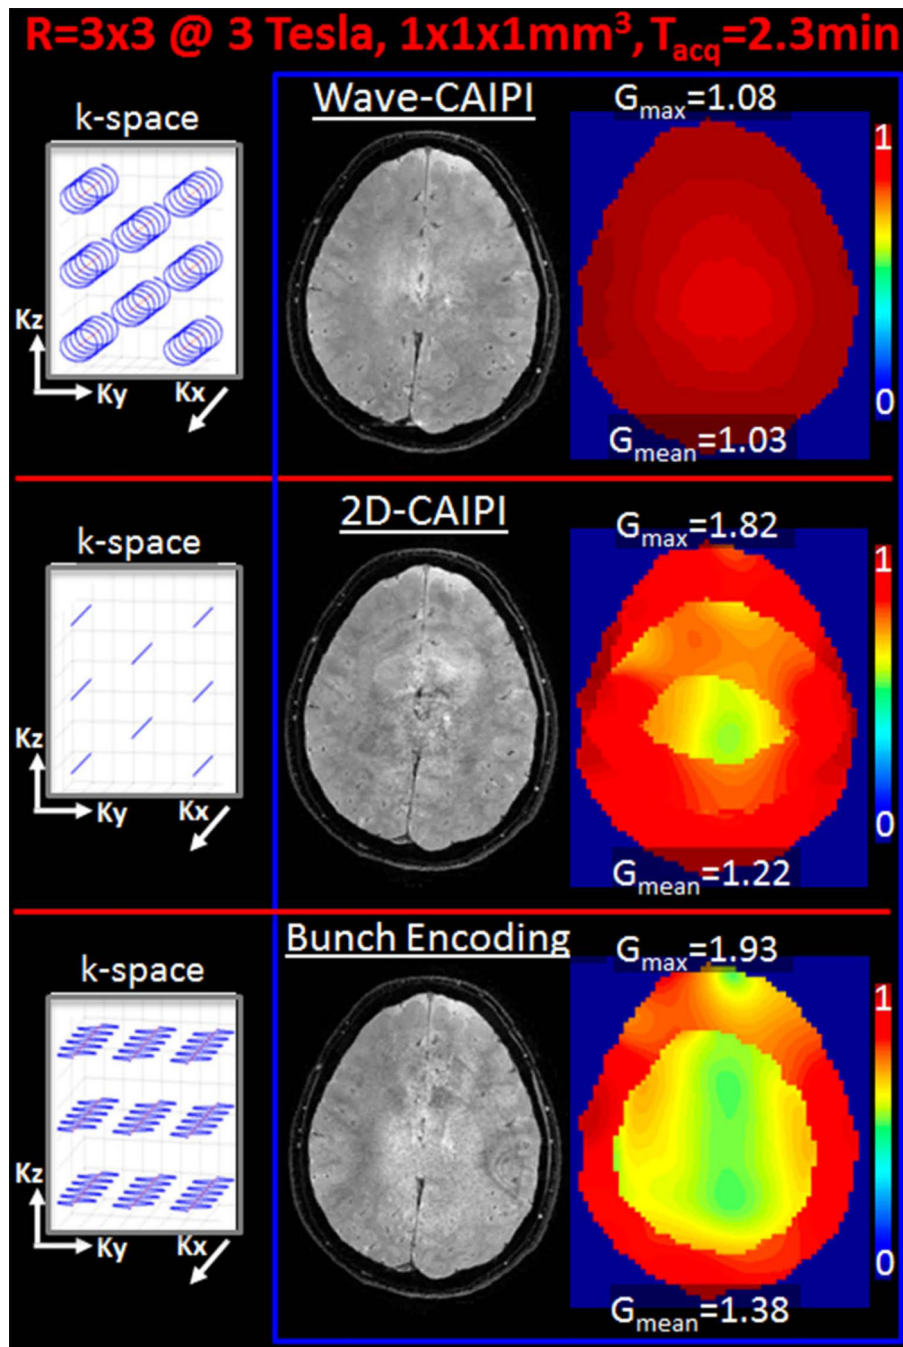 R=3x3 @ 3 Tesla, 1x1x1mm³, Tacq=2.3min
Wave-CAIPI
Gmax=1.08
k-space
1
Kz
Ky
Kx
0
Gmean=1.03
2D-CAIPI
Gmax=1.82
k-space
1
Kz
Ky
Kx
0
Gmean=1.22
Bunch Encoding
Gmax=1.93
k-space
1
Kz
Ky
Kx
0
Gmean=1.38